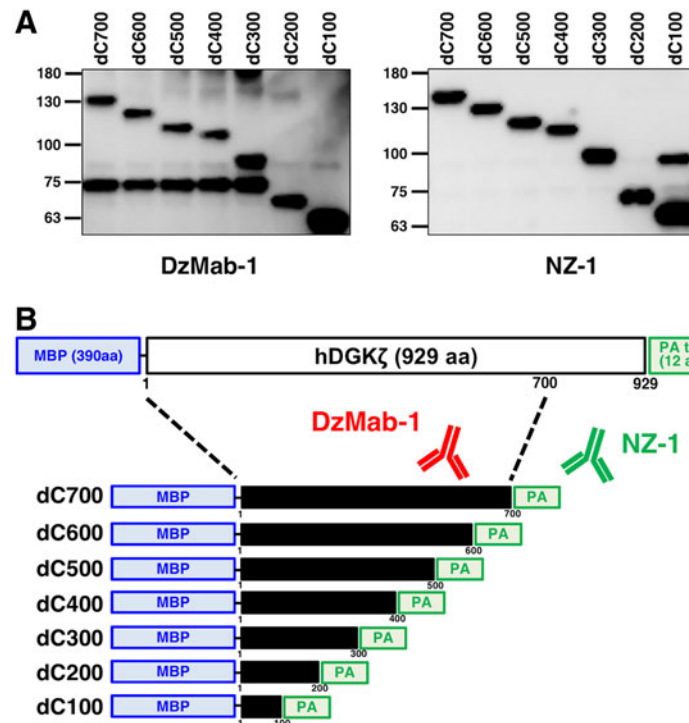 A
dC700 dC600 dC500 dC400 dC300 dC200 dC100
180
130
100
75
63
DzMab-1
dC700 dC600 dC500 dC400 dC300 dC200 dC100
180
130
100
75
63
NZ-1
B
MBP (390aa)
hDGKζ (929 aa)
PA t
(12 a
1 700 929
DzMab-1
NZ-1
dC700 MBP PA
1 700
dC600 MBP PA
1 600
dC500 MBP PA
1 500
dC400 MBP PA
1 400
dC300 MBP PA
1 300
dC200 MBP PA
1 200
dC100 MBP PA
1 100